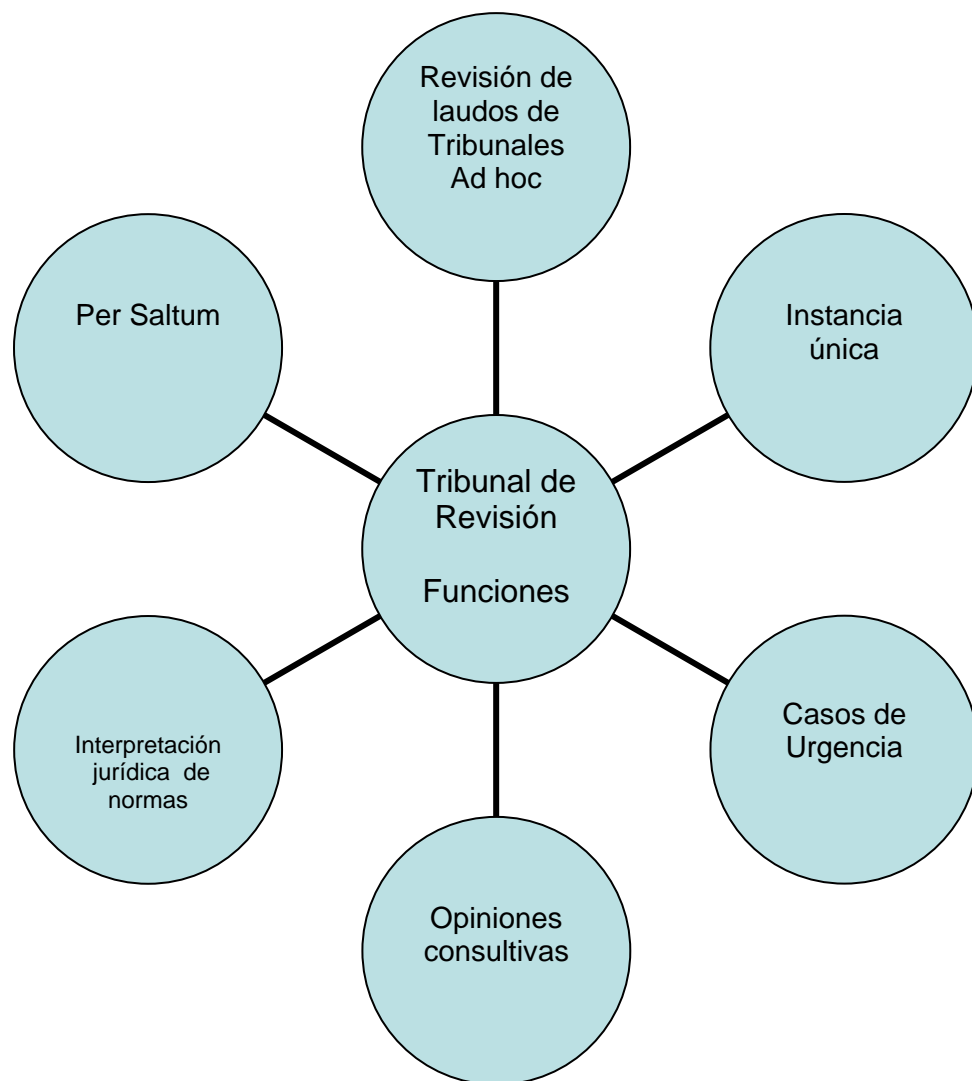 Revisión de
laudos de
Tribunales
Ad hoc
Per Saltum
Instancia
única
Tribunal de
Revisión
Funciones
Interpretación
jurídica de
normas
Casos de
Urgencia
Opiniones
consultivas